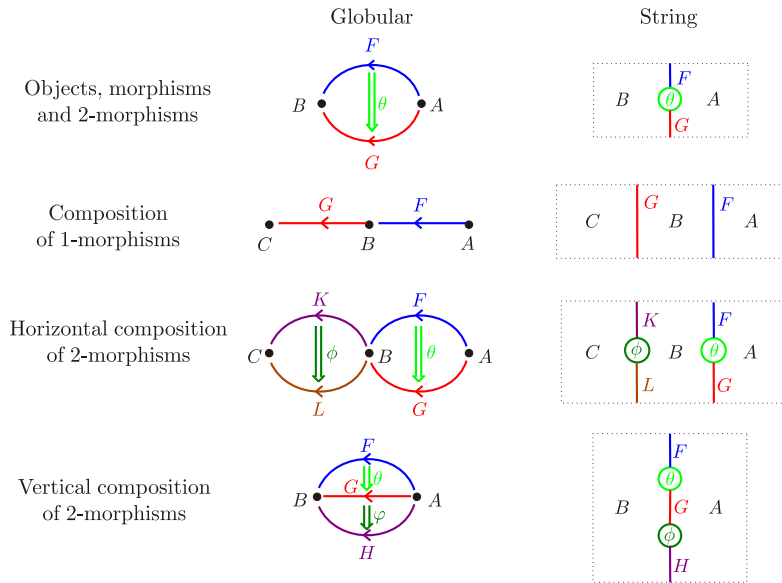 Globular String
F
Objects, morphisms
and 2-morphisms
B θ A
G
F
B θ A
G
Composition
of 1-morphisms
G F
C B A
G F
C B A
Horizontal composition
of 2-morphisms
K F
C ϕ B θ A
L G
K F
C ϕ B θ A
L G
Vertical composition
of 2-morphisms
F
θ
G
B A
φ
H
F
θ
B G A
ϕ
H